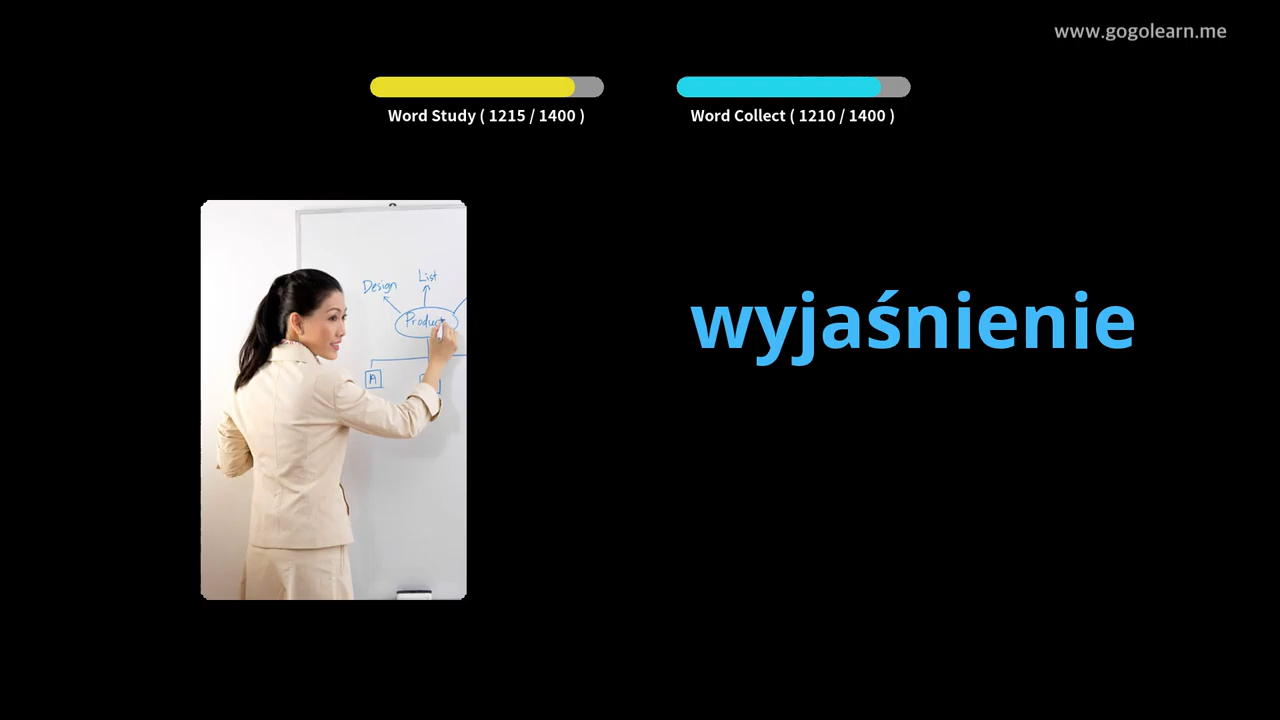 www.gogolearn.me
Word Study ( 1215 / 1400 )
Word Collect ( 1210 / 1400 )
wyjaśnienie
List
Design
Product
A